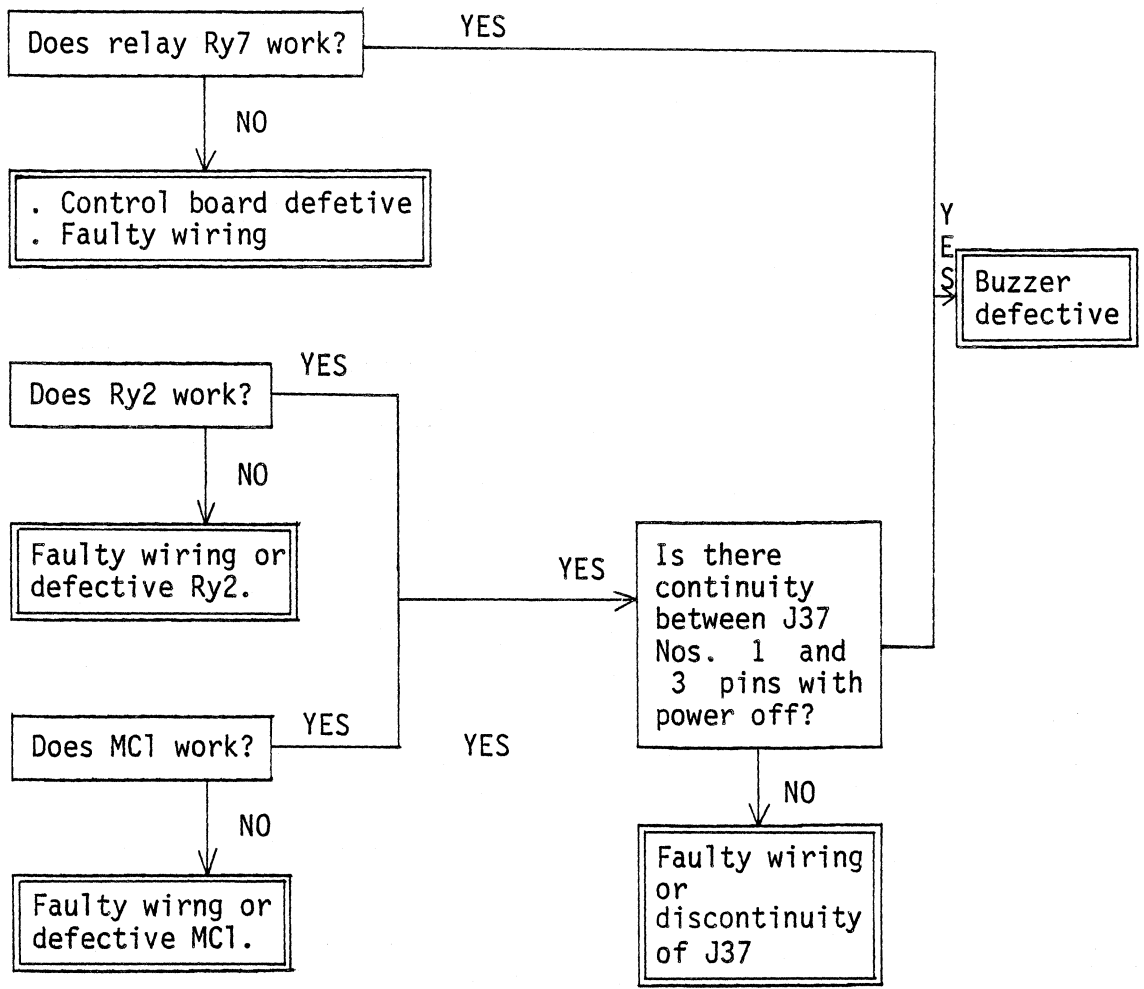 Does relay Ry7 work?
YES
NO
. Control board defetive
. Faulty wiring
Y
E
S
Buzzer
defective
Does Ry2 work?
YES
NO
Faulty wiring or
defective Ry2.
YES
Is there
continuity
between J37
Nos. 1 and
3 pins with
power off?
Does MC1 work?
YES
YES
NO
Faulty wirng or
defective MC1.
NO
Faulty wiring
or
discontinuity
of J37